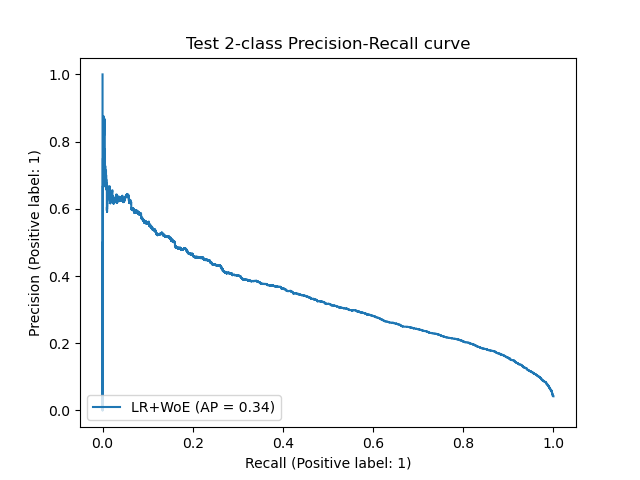 Test 2-class Precision-Recall curve
1.0
0.8
0.6
0.4
0.2
0.0
Precision (Positive label: 1)
LR+WoE (AP = 0.34)
0.0 0.2 0.4 0.6 0.8 1.0
Recall (Positive label: 1)